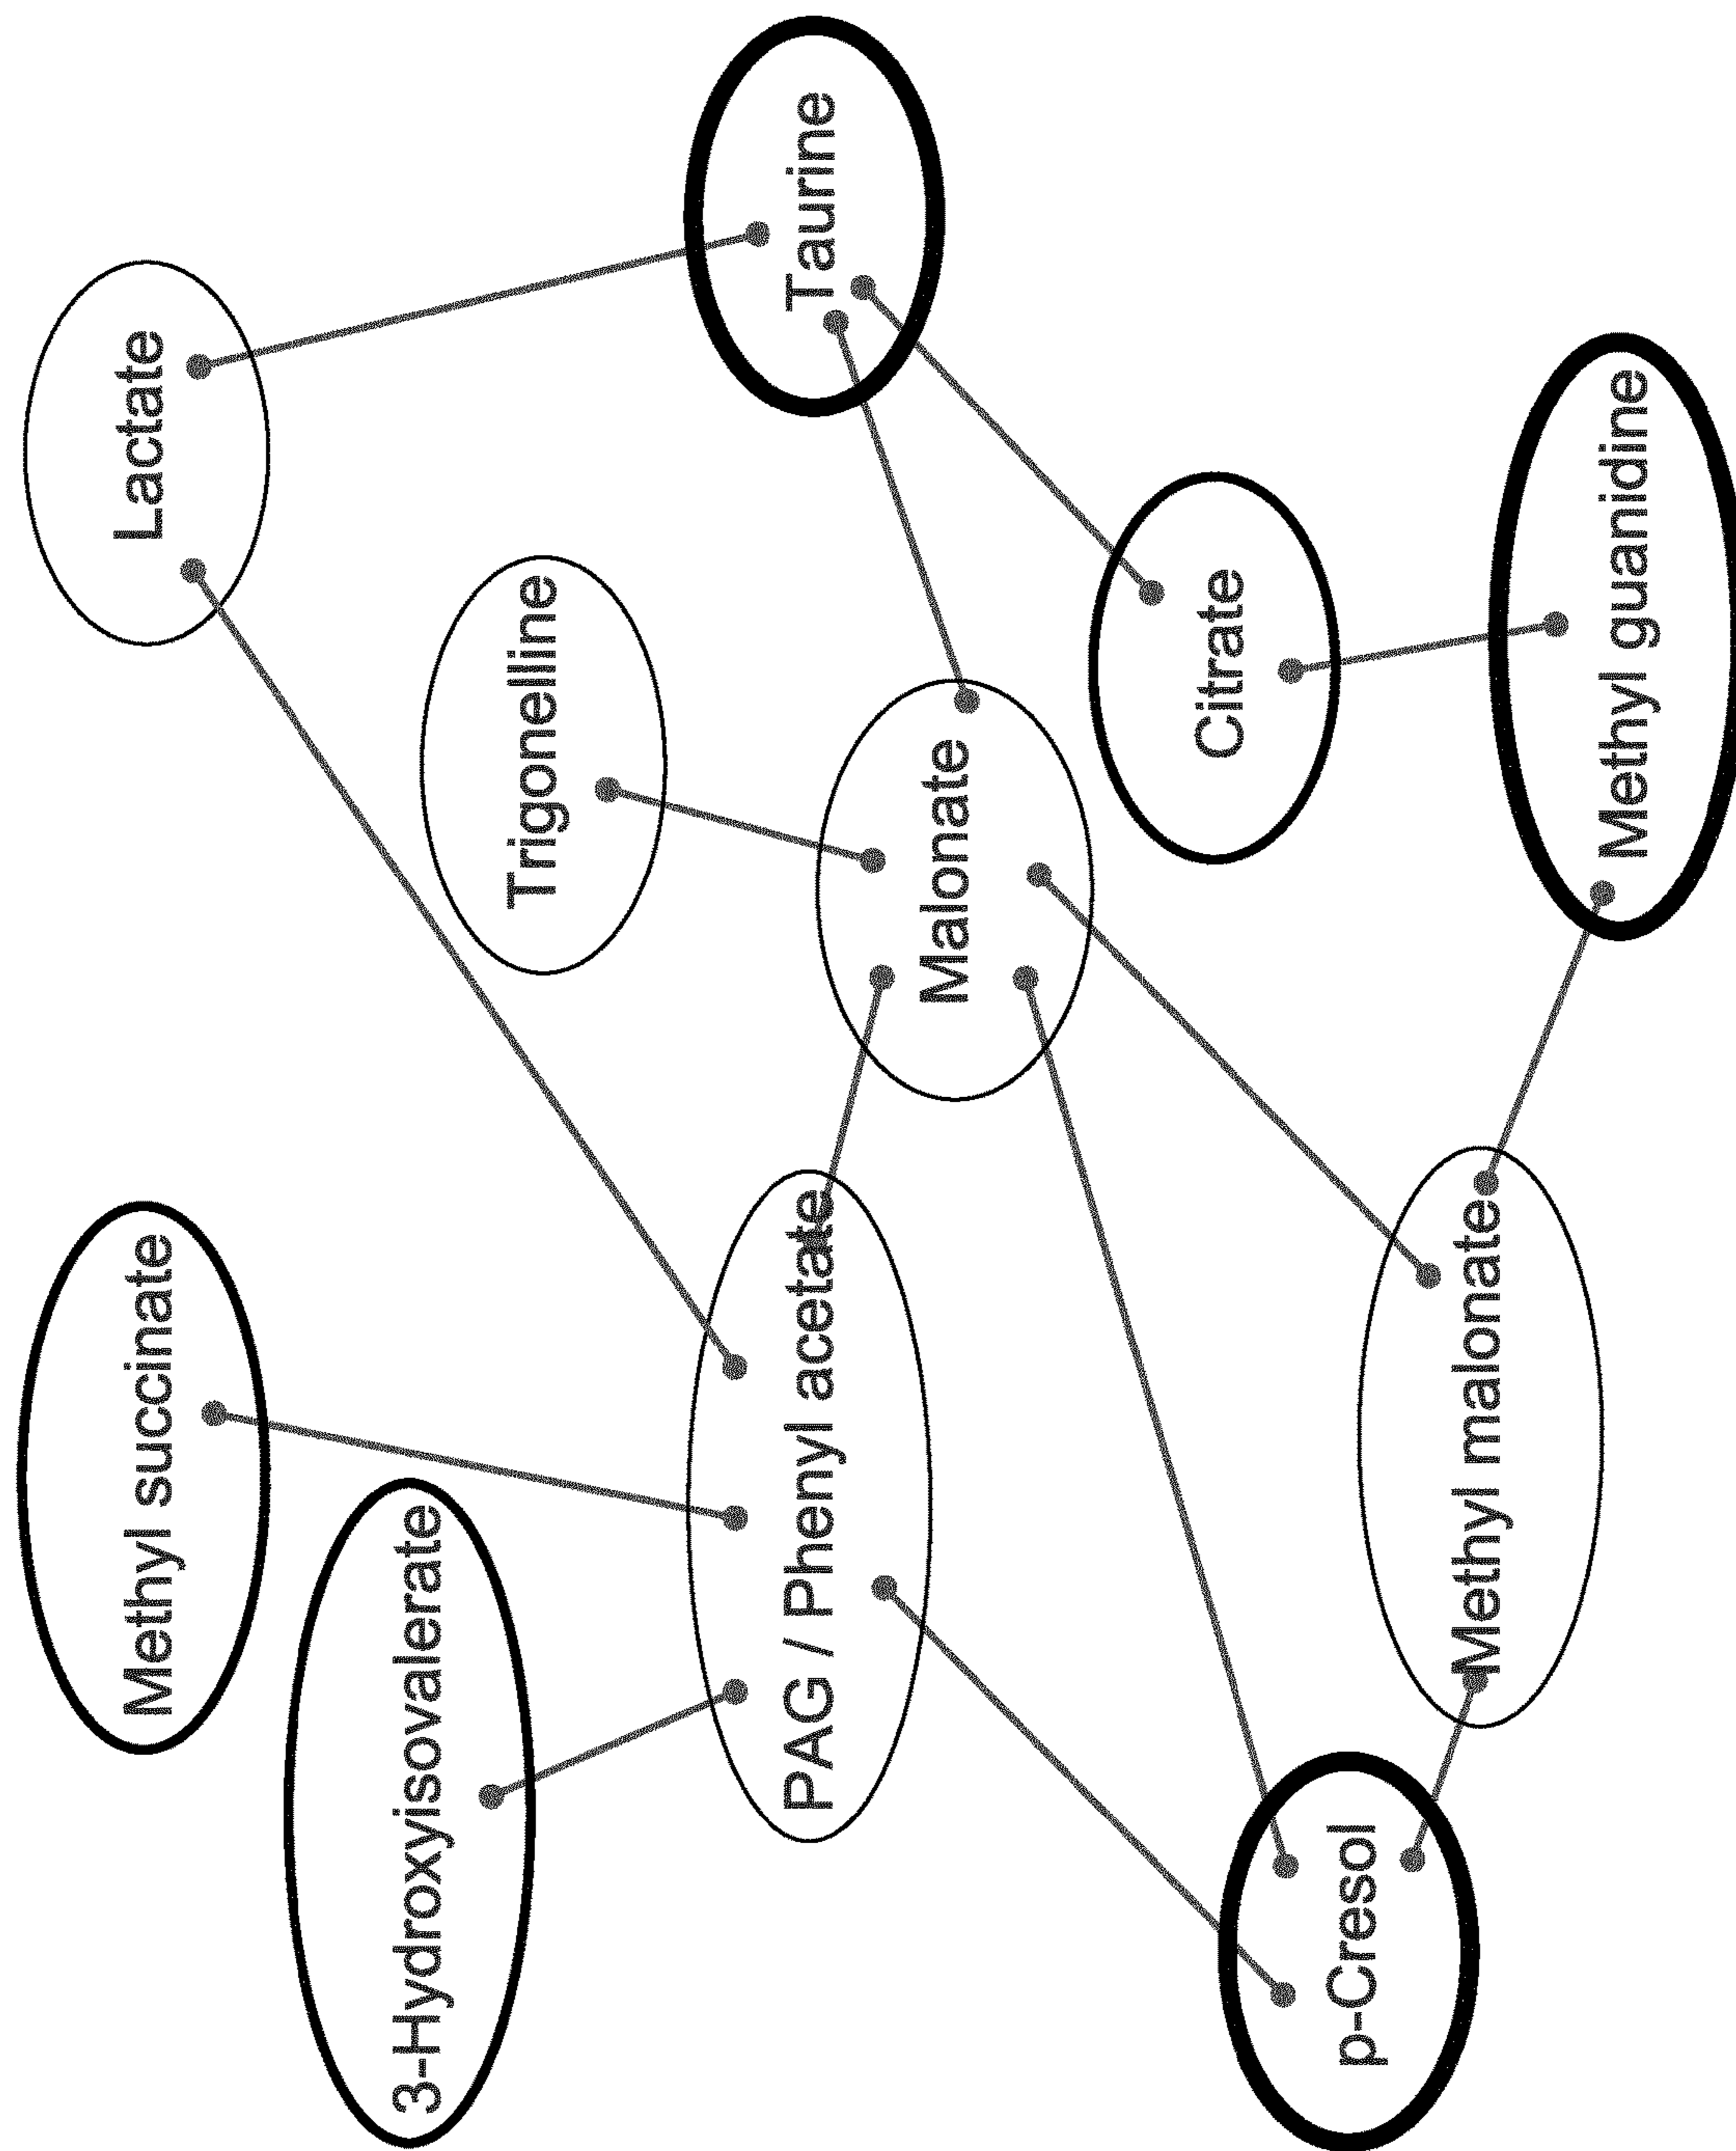 Methyl succinate
Lactate
3-Hydroxyisovalerate
Trigonelline
PAG / Phenyl acetate
Taurine
Malonate
Citrate
p-Cresol
Methyl malonate
Methyl guanidine